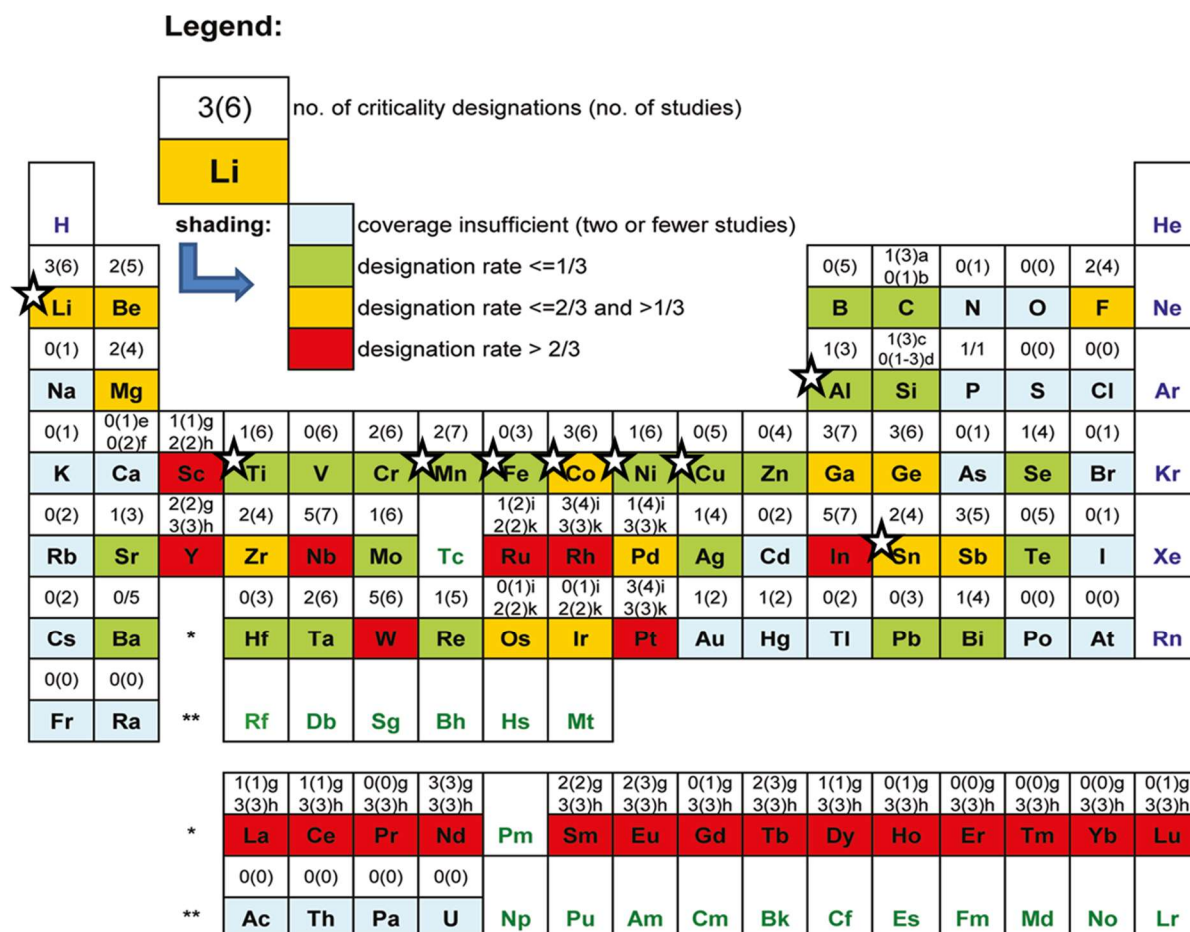 Legend:
3(6) no. of criticality designations (no. of studies)
Li
shading:
coverage insufficient (two or fewer studies)
designation rate <=1/3
designation rate <=2/3 and >1/3
designation rate > 2/3
H He
3(6) 2(5) 0(5) 1(3)a 0(1)b 0(1) 0(0) 2(4)
Li Be B C N O F Ne
0(1) 2(4) 1(3) 1(3)c 0(1-3)d 1/1 0(0) 0(0)
Na Mg Al Si P S Cl Ar
0(1) 0(1)e 0(2)f 1(1)g 2(2)h 1(6) 0(6) 2(6) 2(7) 0(3) 3(6) 1(6) 0(5) 0(4) 3(7) 3(6) 0(1) 1(4) 0(1)
K Ca Sc Ti V Cr Mn Fe Co Ni Cu Zn Ga Ge As Se Br Kr
0(2) 1(3) 2(2)g 3(3)h 2(4) 5(7) 1(6) 1(2)i 2(2)k 3(4)i 3(3)k 1(4)i 3(3)k 1(4) 0(2) 5(7) 2(4) 3(5) 0(5) 0(1)
Rb Sr Y Zr Nb Mo Tc Ru Rh Pd Ag Cd In Sn Sb Te I Xe
0(2) 0/5 0(3) 2(6) 5(6) 1(5) 0(1)i 2(2)k 0(1)i 2(2)k 3(4)i 3(3)k 1(2) 1(2) 0(2) 0(3) 1(4) 0(0) 0(0)
Cs Ba * Hf Ta W Re Os Ir Pt Au Hg Tl Pb Bi Po At Rn
0(0) 0(0)
Fr Ra ** Rf Db Sg Bh Hs Mt
1(1)g 1(1)g 0(0)g 3(3)g 2(2)g 2(3)g 0(1)g 2(3)g 1(1)g 0(1)g 0(0)g 0(0)g 0(0)g 0(1)g
3(3)h 3(3)h 3(3)h 3(3)h 3(3)h 3(3)h 3(3)h 3(3)h 3(3)h 3(3)h 3(3)h 3(3)h 3(3)h 3(3)h
* La Ce Pr Nd Pm Sm Eu Gd Tb Dy Ho Er Tm Yb Lu
0(0) 0(0) 0(0) 0(0)
** Ac Th Pa U Np Pu Am Cm Bk Cf Es Fm Md No Lr